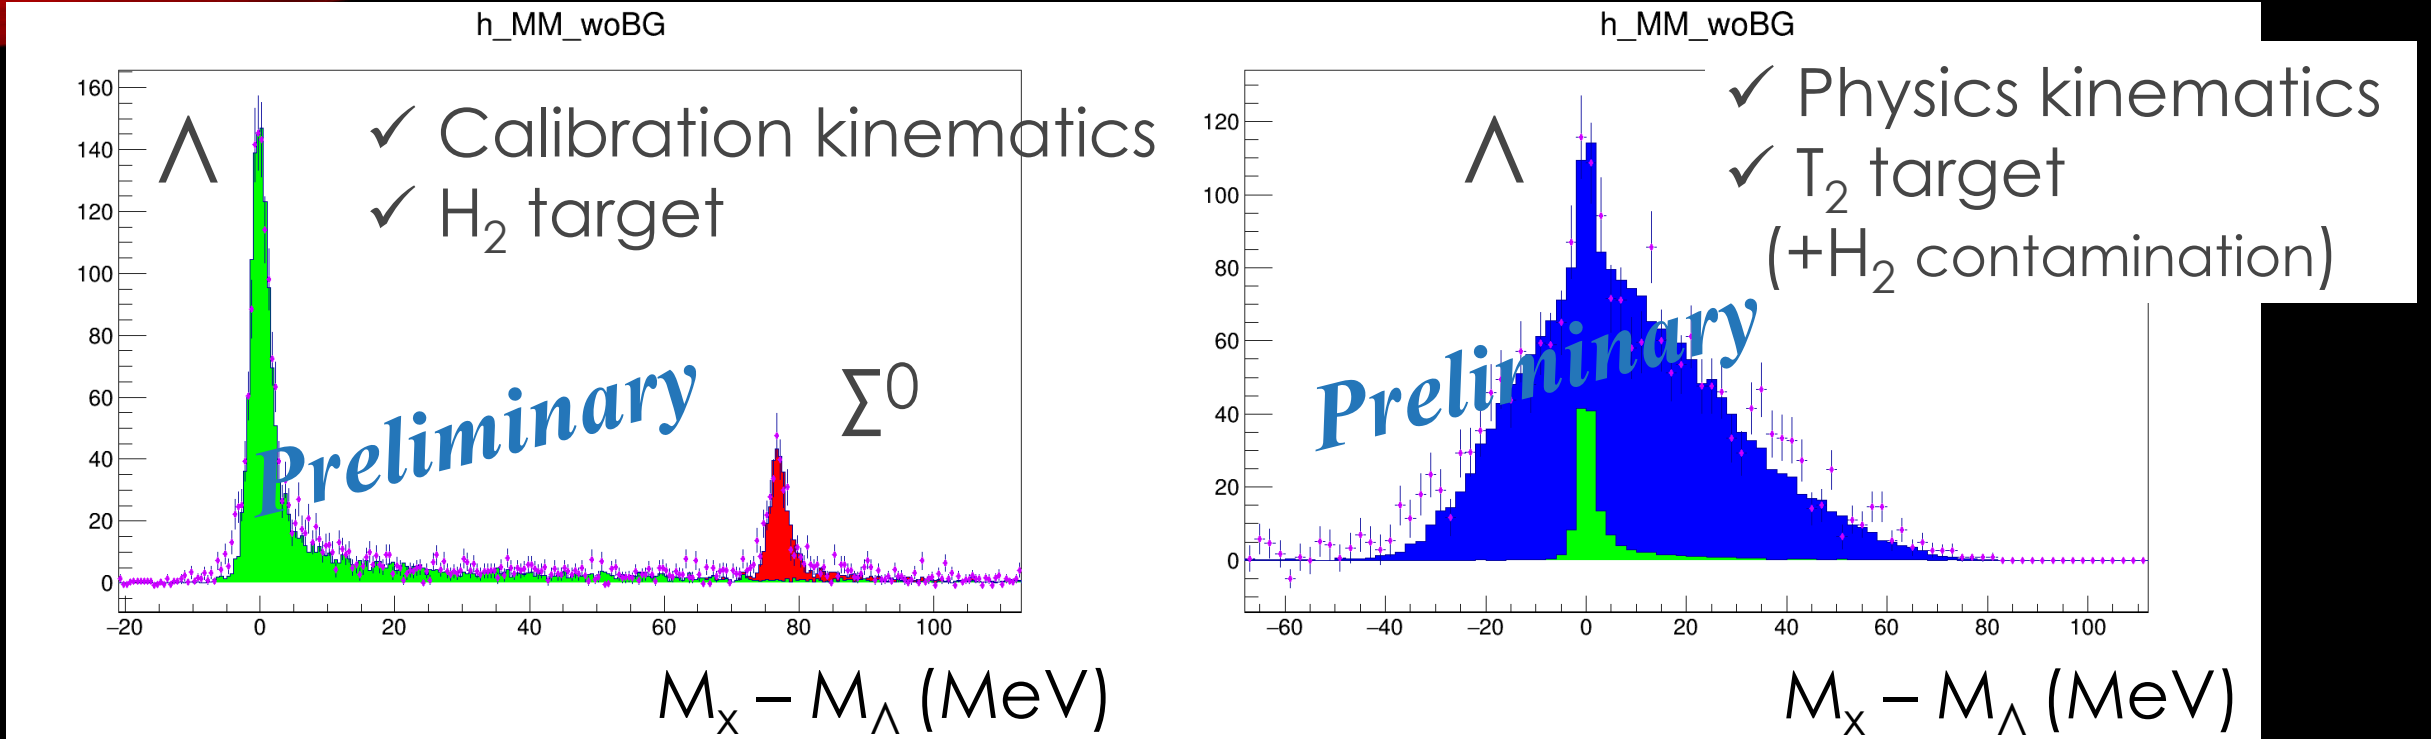 h_MM_woBG
160
140
120
100
80
60
40
20
0
Λ
✓ Calibration kinematics
✓ H₂ target
Σ⁰
Preliminary
−20 0 20 40 60 80 100
Mₓ – M_Λ (MeV)
h_MM_woBG
120
100
80
60
40
20
0
Λ
✓ Physics kinematics
✓ T₂ target
(+H₂ contamination)
Preliminary
−60 −40 −20 0 20 40 60 80 100
Mₓ – M_Λ (MeV)